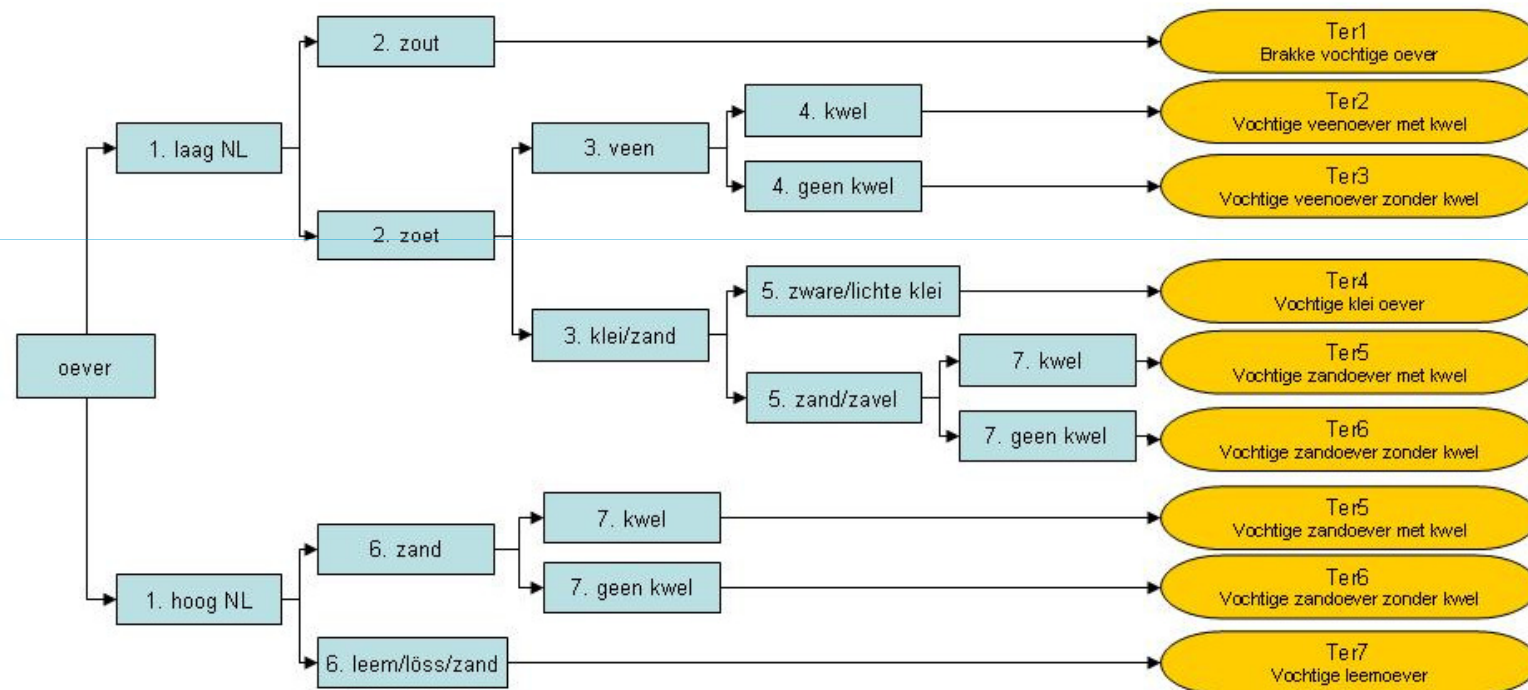 2. zout
Ter1
Brakke vochtige oever
4. kwel
Ter2
Vochtige veenoever met kwel
1. laag NL
3. veen
4. geen kwel
Ter3
Vochtige veenoever zonder kwel
2. zoet
5. zware/lichte klei
Ter4
Vochtige klei oever
3. klei/zand
oever
7. kwel
Ter5
Vochtige zandoever met kwel
5. zand/zavel
7. geen kwel
Ter6
Vochtige zandoever zonder kwel
7. kwel
Ter5
Vochtige zandoever met kwel
6. zand
1. hoog NL
7. geen kwel
Ter6
Vochtige zandoever zonder kwel
6. leem/löss/zand
Ter7
Vochtige leemoever